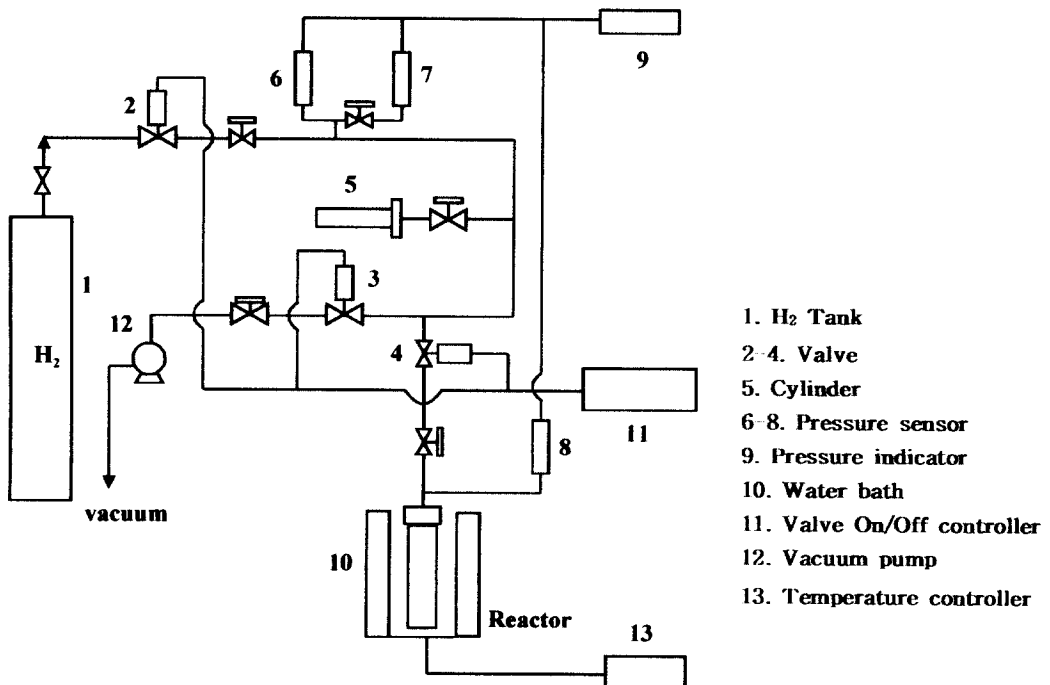 6
7
9
2
5
1
3
12
H₂
4
11
8
vacuum
10
Reactor
13
1. H₂ Tank
2-4. Valve
5. Cylinder
6-8. Pressure sensor
9. Pressure indicator
10. Water bath
11. Valve On/Off controller
12. Vacuum pump
13. Temperature controller